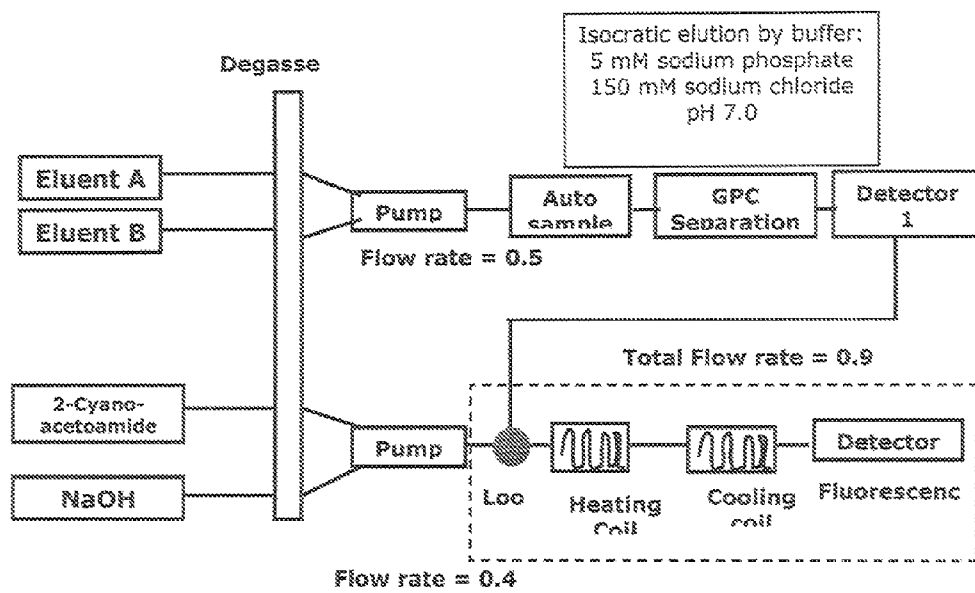 Isocratic elution by buffer:
5 mM sodium phosphate
150 mM sodium chloride
pH 7.0
Degasse
Eluent A
Eluent B
Pump
Auto
sample
GPC
Separation
Detector
1
Flow rate = 0.5
Total Flow rate = 0.9
2-Cyano-
acetoamide
NaOH
Pump
Loo
Heating
Coil
Cooling
coil
Detector
Fluorescenc
Flow rate = 0.4